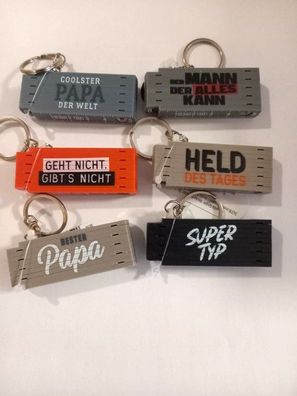 COOLSTER
PAPA
DER WELT
DER MANN
DER ALLES
KANN
GEHT NICHT,
GIBT'S NICHT
HELD
DES TAGES
BESTER
Papa
SUPER
TYP